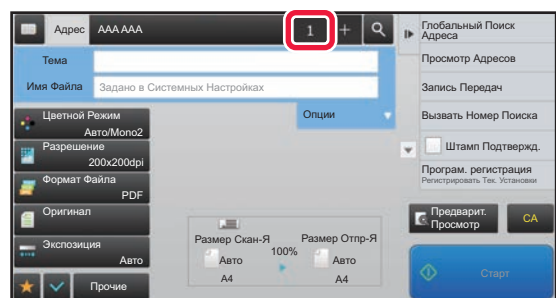 Адрес AAA AAA 1 +
Тема
Имя Файла Задано в Системных Настройках
Опции
Цветной Режим
Авто/Mono2
Разрешение
200x200dpi
Формат Файла
PDF
Оригинал
Экспозиция
Авто
Прочие
Размер Скан-Я 100% Размер Отпр-Я
Авто Авто
A4 A4
Глобальный Поиск
Адреса
Просмотр Адресов
Запись Передач
Вызвать Номер Поиска
Штамп Подтвержд.
Програм. регистрация
Регистрировать Тек. Установки
Предварит.
Просмотр
CA
Старт